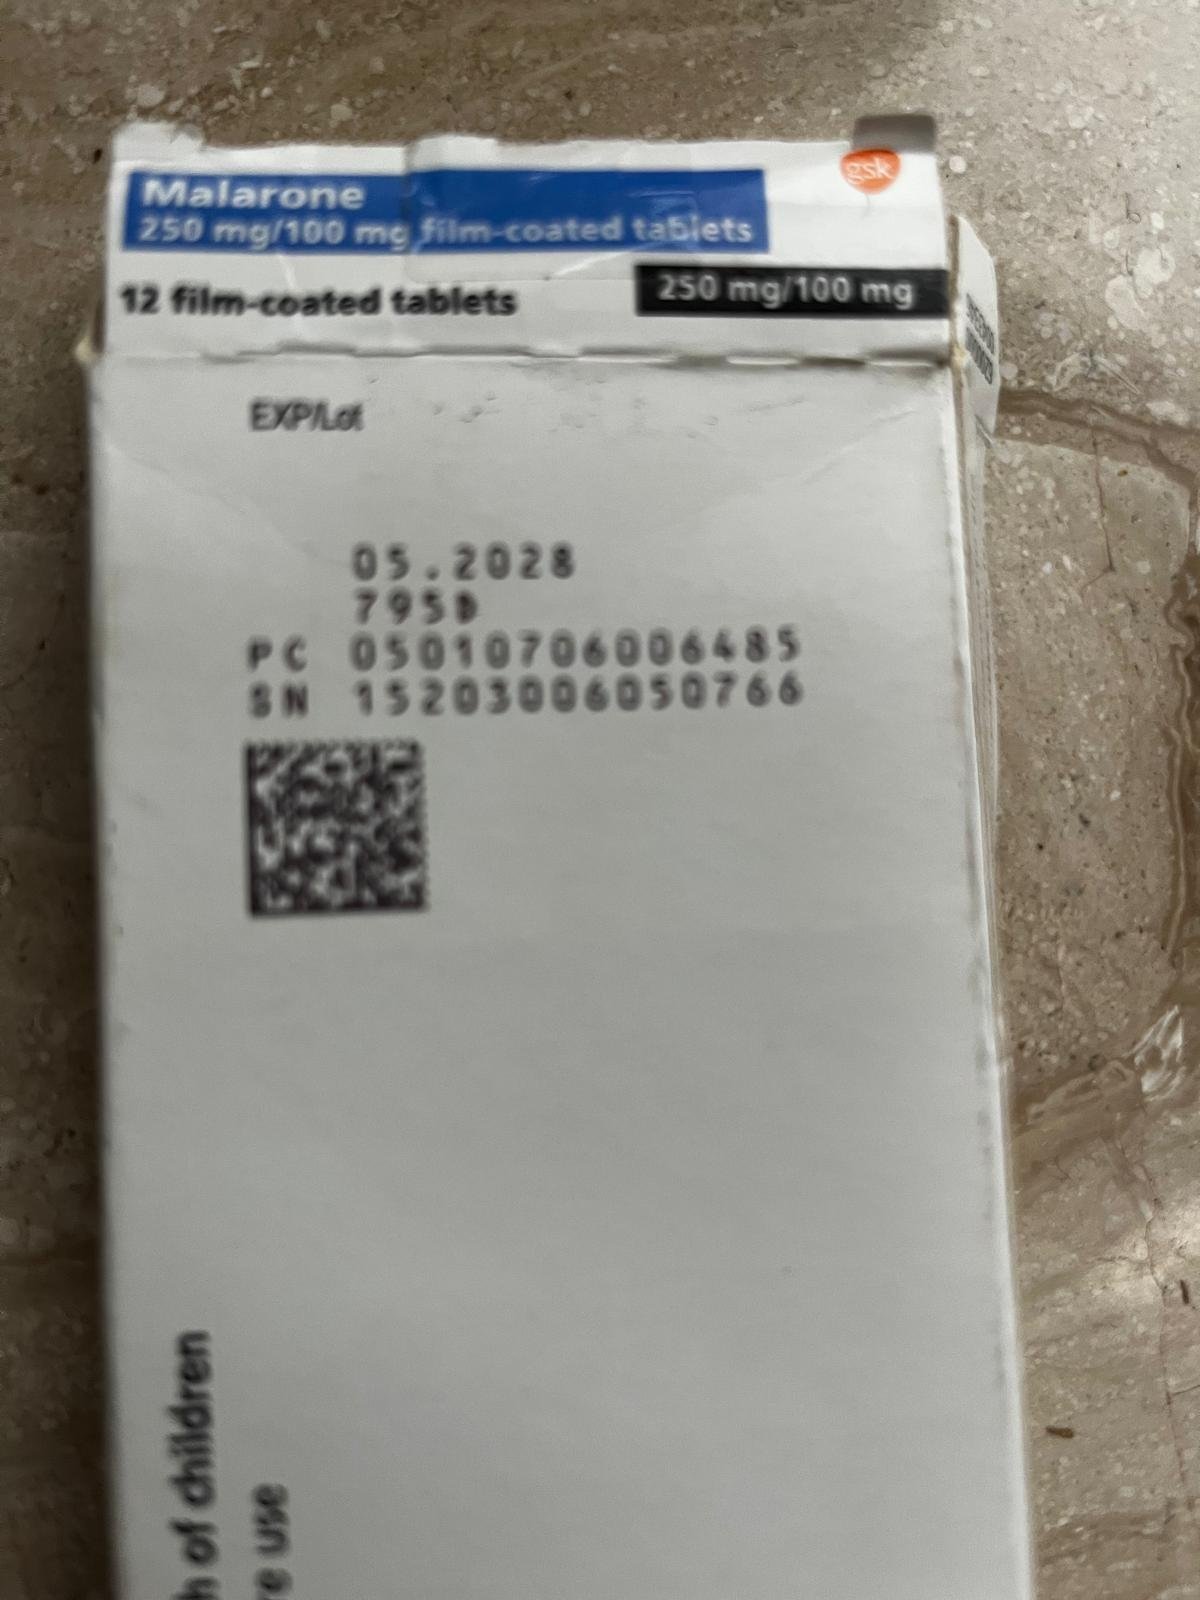 gsk
Malarone
250 mg/100 mg film-coated tablets
12 film-coated tablets
250 mg/100 mg
EXP/Lot
05.2028
795D
PC 05010706006485
SN 15203006050766
of children
use